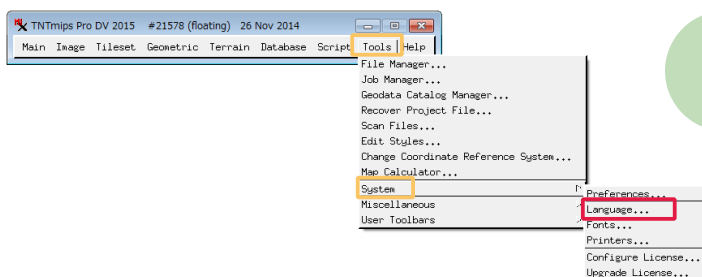 TNTmips Pro DV 2015 #21578 (floating) 26 Nov 2014
Main Image Tileset Geometric Terrain Database Script Tools Help
File Manager...
Job Manager...
Geodata Catalog Manager...
Recover Project File...
Scan Files...
Edit Styles...
Change Coordinate Reference System...
Map Calculator...
System
Miscellaneous
User Toolbars
Preferences...
Language...
Fonts...
Printers...
Configure License...
Upgrade License...